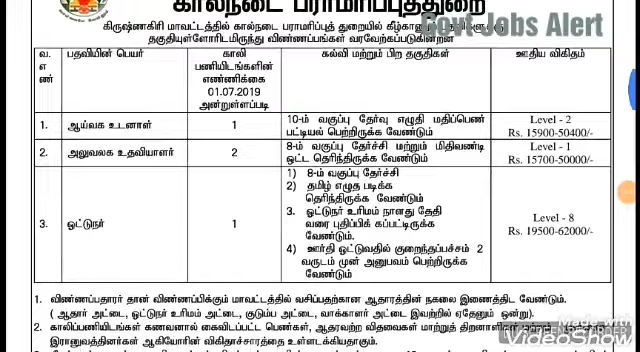 கால்நடை பராமரிப்புத்துறை
Govt Jobs Alert
கிருஷ்ணகிரி மாவட்டத்தில் கால்நடை பராமரிப்புத் துறையில்
தகுதியுள்ளோரிடமிருந்து விண்ணப்பங்கள் வரவேற்கப்படுகின்றன
வ. எண்
பதவியின் பெயர்
காலி பணியிடங்களின் எண்ணிக்கை 01.07.2019 அன்றுள்ளபடி
கல்வி மற்றும் பிற தகுதிகள்
ஊதிய விகிதம்
1. ஆய்வக உடனாள் 1 10-ம் வகுப்பு தேர்வு எழுதி மதிப்பெண் Level - 2
பட்டியல் பெற்றிருக்க வேண்டும் Rs. 15900-50400/-
2. அலுவலக உதவியாளர் 2 8-ம் வகுப்பு தேர்ச்சி மற்றும் மிதிவண்டி Level - 1
ஒட்ட தெரிந்திருக்க வேண்டும் Rs. 15700-50000/-
3. ஓட்டுநர் 1
1) 8-ம் வகுப்பு தேர்ச்சி
2) தமிழ் எழுத படிக்க
தெரிந்திருக்க வேண்டும்
3. ஓட்டுநர் உரிமம் நாளது தேதி
வரை புதிப்பிக் கப்பட்டிருக்க
வேண்டும்.
4) ஊர்தி ஓட்டுவதில் குறைந்தப்பச்சம் 2
வருடம் முன் அனுபவம் பெற்றிருக்க
வேண்டும்
Level - 8
Rs. 19500-62000/-
1. விண்ணப்பதாரர் தான் விண்ணப்பிக்கும் மாவட்டத்தில் வசிப்பதற்கான ஆதாரத்தின் நகலை இணைத்திட வேண்டும்.
( ஆதார் அட்டை, ஓட்டுநர் உரிமம் அட்டை, குடும்ப அட்டை, வாக்காளர் அட்டை இவற்றில் ஏதேனும் ஒன்று).
2. காலிப்பணியிடங்கள் கணவனால் கைவிடப்பட்ட பெண்கள், ஆதரவற்ற விதவைகள் மாற்றுத் திறனாளிகள் மற்றும்
இராணுவத்தினர்கள் ஆகியோரின் விகிதாச்சாரத்தை உள்ளடக்கியதாகும்.
Made with
VideoShow